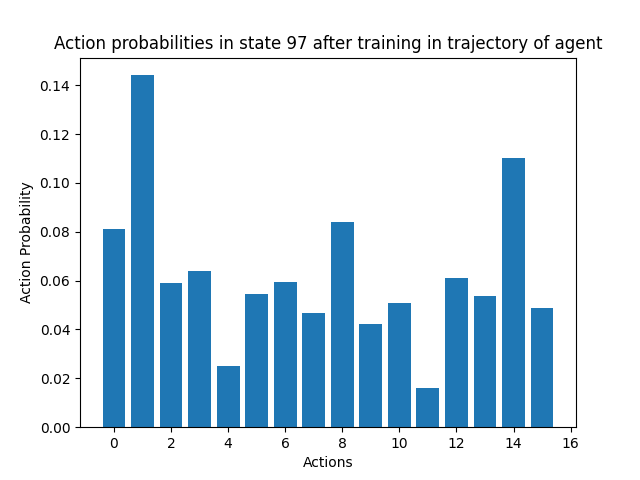 Action probabilities in state 97 after training in trajectory of agent
0.14
0.12
0.10
0.08
0.06
0.04
0.02
0.00
Action Probability
0 2 4 6 8 10 12 14 16
Actions